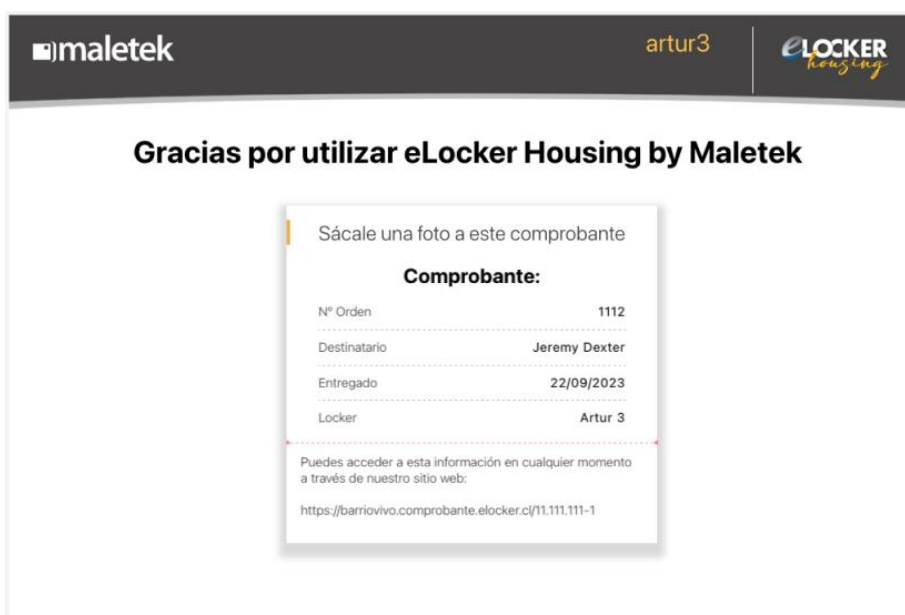 maletek
artur3
eLOCKER
housing
Gracias por utilizar eLocker Housing by Maletek
Sácale una foto a este comprobante
Comprobante:
N° Orden 1112
Destinatario Jeremy Dexter
Entregado 22/09/2023
Locker Artur 3
Puedes acceder a esta información en cualquier momento
a través de nuestro sitio web:
https://barriovivo.comprobante.elocker.cl/11.111.111-1